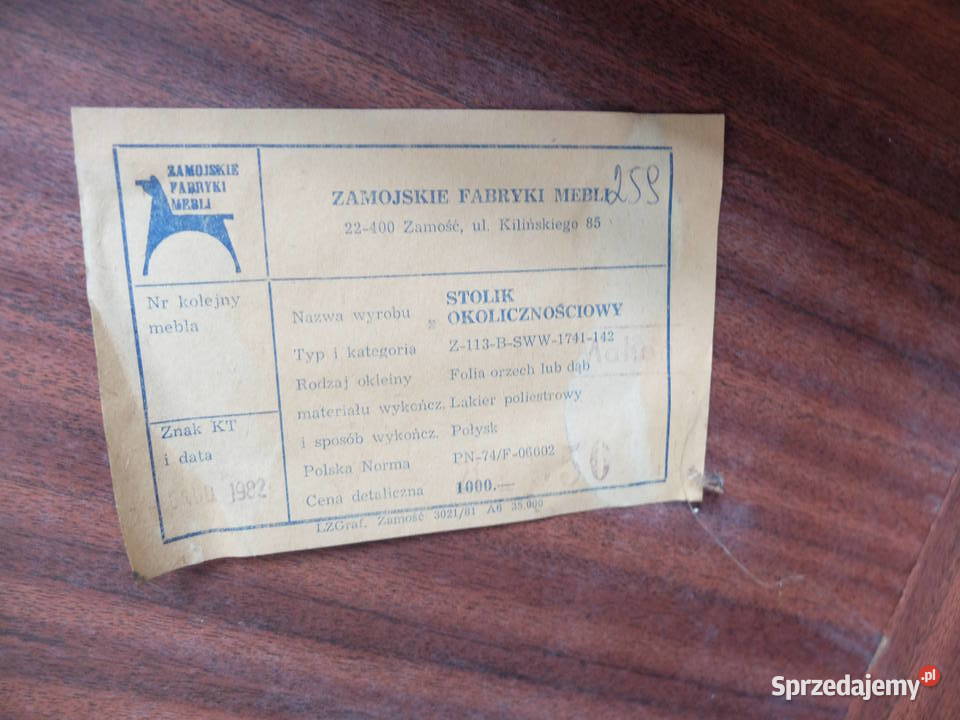 ZAMOJSKIE
FABRYKI
MEBLI
ZAMOJSKIE FABRYKI MEBLI
259
22-400 Zamość, ul. Kilińskiego 85
Nr kolejny
mebla
Nazwa wyrobu STOLIK
OKOLICZNOŚCIOWY
Typ i kategoria Z-113-B-SWW-1741-142
Rodzaj okleiny Folia orzech lub dąb
materiału wykończ. Lakier poliestrowy
i sposób wykończ. Połysk
Polska Norma PN-74/F-06002
Cena detaliczna 1000.—
Znak KT
i data
1982
LZGraf. Zamość 3021/81 A6 35.000
Sprzedajemy.pl